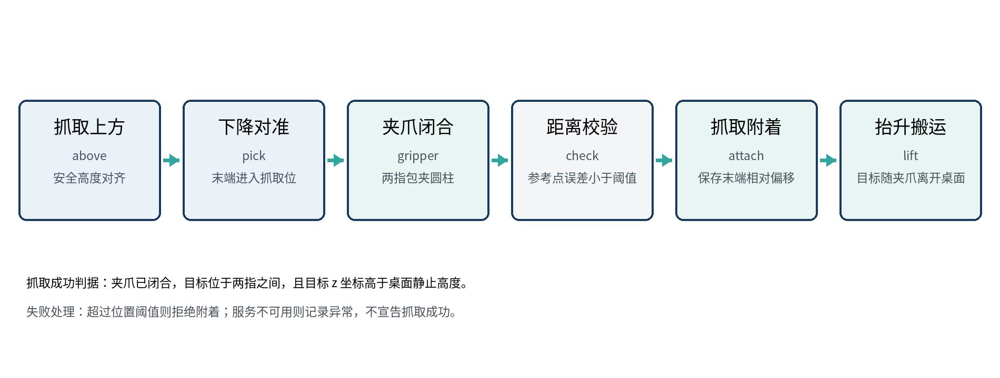 抓取上方
above
安全高度对齐
下降对准
pick
末端进入抓取位
夹爪闭合
gripper
两指包夹圆柱
距离校验
check
参考点误差小于阈值
抓取附着
attach
保存末端相对偏移
抬升搬运
lift
目标随夹爪离开桌面
抓取成功判据：夹爪已闭合，目标位于两指之间，且目标 z 坐标高于桌面静止高度。
失败处理：超过位置阈值则拒绝附着；服务不可用则记录异常，不宣告抓取成功。